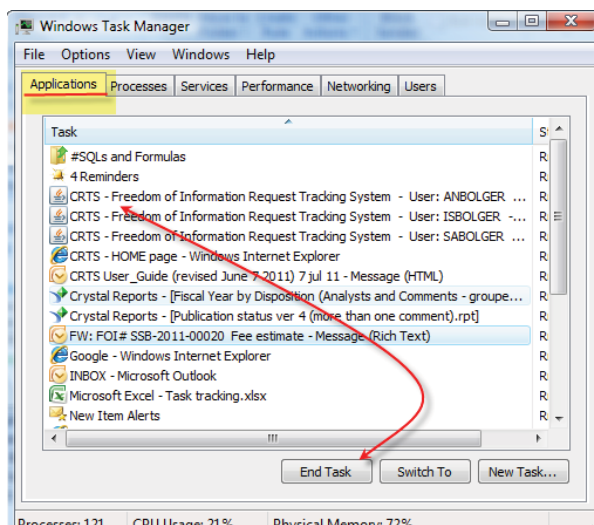 Windows Task Manager
File Options View Windows Help
Applications Processes Services Performance Networking Users
Task
#SQLs and Formulas
4 Reminders
CRTS - Freedom of Information Request Tracking System - User: ANBOLGER ...
CRTS - Freedom of Information Request Tracking System - User: ISBOLGER -...
CRTS - Freedom of Information Request Tracking System - User: SABOLGER ...
CRTS - HOME page - Windows Internet Explorer
CRTS User_Guide (revised June 7 2011) 7 jul 11 - Message (HTML)
Crystal Reports - [Fiscal Year by Disposition (Analysts and Comments - groupe...
Crystal Reports - [Publication status ver 4 (more than one comment).rpt]
FW: FOI# SSB-2011-00020 Fee estimate - Message (Rich Text)
Google - Windows Internet Explorer
INBOX - Microsoft Outlook
Microsoft Excel - Task tracking.xlsx
New Item Alerts
End Task Switch To New Task...
Processes: 121 CPU Usage: 21% Physical Memory: 72%